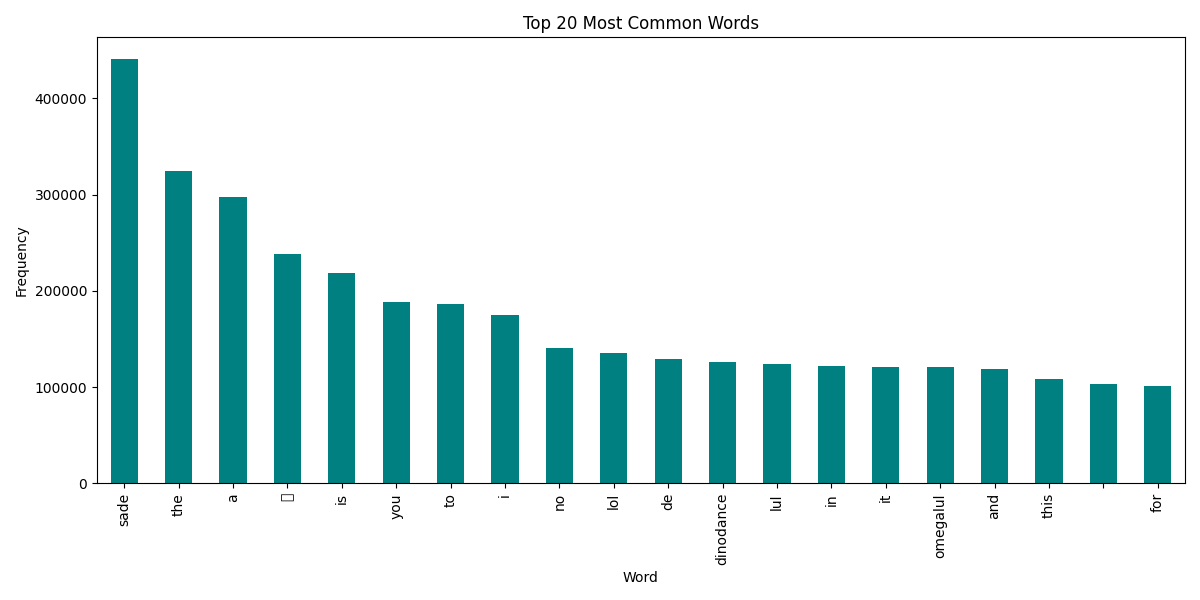 Top 20 Most Common Words
Frequency
400000
300000
200000
100000
0
sade
the
a
is
you
to
i
no
lol
de
dinodance
lul
in
it
omegalul
and
this
for
Word